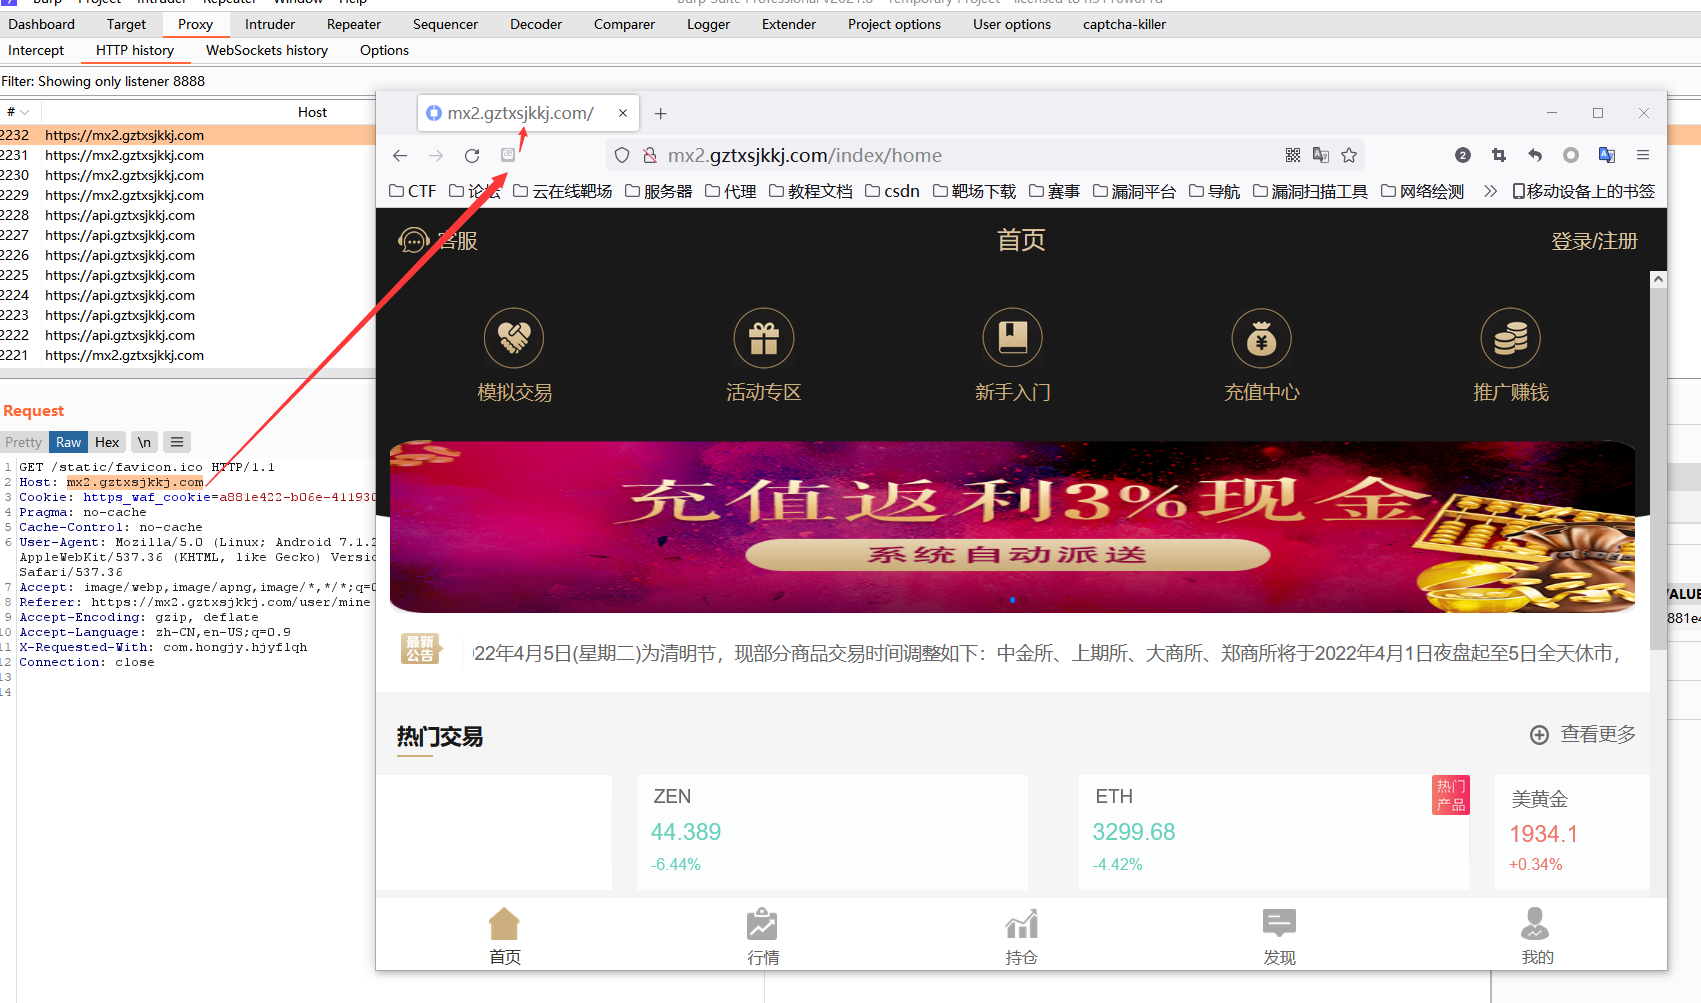 Burp Project Intruder Repeater Window Help
Dashboard Target Proxy Intruder Repeater Sequencer Decoder Comparer Logger Extender Project options User options captcha-killer
Intercept HTTP history WebSockets history Options
Filter: Showing only listener 8888
# Host
2232 https://mx2.gztxsjkkj.com
2231 https://mx2.gztxsjkkj.com
2230 https://mx2.gztxsjkkj.com
2229 https://mx2.gztxsjkkj.com
2228 https://api.gztxsjkkj.com
2227 https://api.gztxsjkkj.com
2226 https://api.gztxsjkkj.com
2225 https://api.gztxsjkkj.com
2224 https://api.gztxsjkkj.com
2223 https://api.gztxsjkkj.com
2222 https://api.gztxsjkkj.com
2221 https://mx2.gztxsjkkj.com
Request
Pretty Raw Hex \n
1 GET /static/favicon.ico HTTP/1.1
2 Host: mx2.gztxsjkkj.com
3 Cookie: https_waf_cookie=a881e422-b06e-411930
4 Pragma: no-cache
5 Cache-Control: no-cache
6 User-Agent: Mozilla/5.0 (Linux; Android 7.1.2
AppleWebKit/537.36 (KHTML, like Gecko) Versio
Safari/537.36
7 Accept: image/webp,image/apng,image/*,*/*;q=0
8 Referer: https://mx2.gztxsjkkj.com/user/mine
9 Accept-Encoding: gzip, deflate
10 Accept-Language: zh-CN,en-US;q=0.9
11 X-Requested-With: com.hongjy.hjyflqh
12 Connection: close
13
14
mx2.gztxsjkkj.com/
mx2.gztxsjkkj.com/index/home
2
CTF 论坛 云在线靶场 服务器 代理 教程文档 csdn 靶场下载 赛事 漏洞平台 导航 漏洞扫描工具 网络绘测 移动设备上的书签
客服 首页 登录/注册
模拟交易 活动专区 新手入门 充值中心 推广赚钱
充值返利3%现金
系统自动派送
最新
公告
022年4月5日(星期二)为清明节，现部分商品交易时间调整如下：中金所、上期所、大商所、郑商所将于2022年4月1日夜盘起至5日全天休市，
热门交易 查看更多
ZEN
44.389
-6.44%
ETH
3299.68
-4.42%
热门
产品
美黄金
1934.1
+0.34%
首页 行情 持仓 发现 我的
VALUE
881e4